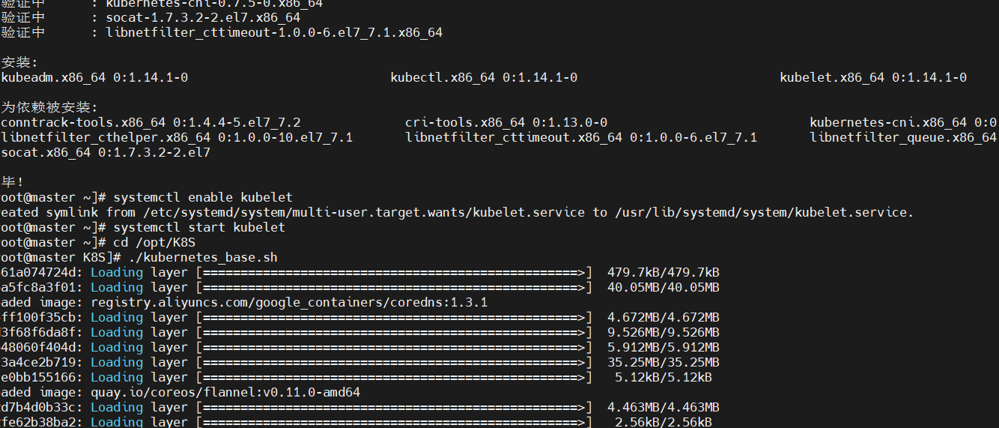 验证中      : kubernetes-cni-0.7.5-0.x86_64
验证中      : socat-1.7.3.2-2.el7.x86_64
验证中      : libnetfilter_cttimeout-1.0.0-6.el7_7.1.x86_64
安装:
kubeadm.x86_64 0:1.14.1-0                           kubectl.x86_64 0:1.14.1-0                           kubelet.x86_64 0:1.14.1-0
为依赖被安装:
conntrack-tools.x86_64 0:1.4.4-5.el7_7.2              cri-tools.x86_64 0:1.13.0-0                           kubernetes-cni.x86_64 0:0
libnetfilter_cthelper.x86_64 0:1.0.0-10.el7_7.1       libnetfilter_cttimeout.x86_64 0:1.0.0-6.el7_7.1       libnetfilter_queue.x86_64
socat.x86_64 0:1.7.3.2-2.el7
毕！
root@master ~]# systemctl enable kubelet
eated symlink from /etc/systemd/system/multi-user.target.wants/kubelet.service to /usr/lib/systemd/system/kubelet.service.
root@master ~]# systemctl start kubelet
root@master ~]# cd /opt/K8S
root@master K8S]# ./kubernetes_base.sh
61a074724d: Loading layer [==================================================>]  479.7kB/479.7kB
a5fc8a3f01: Loading layer [==================================================>]  40.05MB/40.05MB
aded image: registry.aliyuncs.com/google_containers/coredns:1.3.1
ff100f35cb: Loading layer [==================================================>]  4.672MB/4.672MB
3f68f6da8f: Loading layer [==================================================>]  9.526MB/9.526MB
48060f404d: Loading layer [==================================================>]  5.912MB/5.912MB
3a4ce2b719: Loading layer [==================================================>]  35.25MB/35.25MB
e0bb155166: Loading layer [==================================================>]   5.12kB/5.12kB
aded image: quay.io/coreos/flannel:v0.11.0-amd64
d7b4d0b33c: Loading layer [==================================================>]  4.463MB/4.463MB
fe62b38ba2: Loading layer [==================================================>]   2.56kB/2.56kB